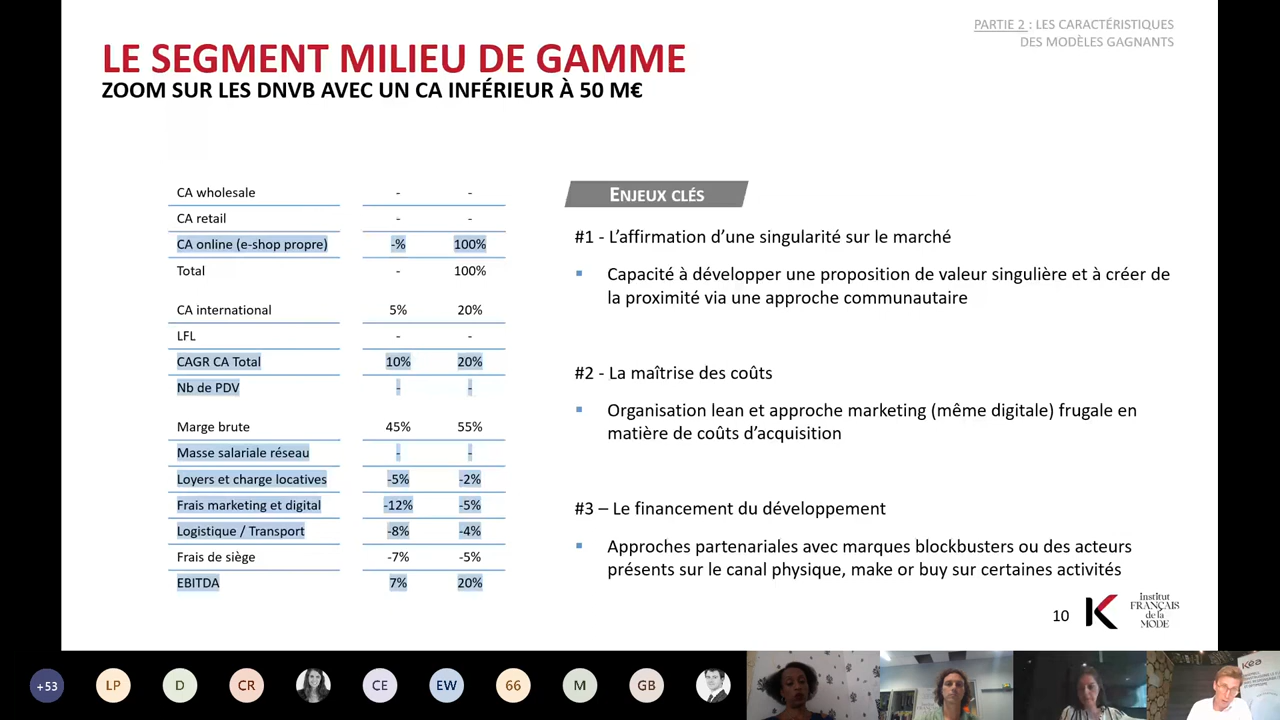 PARTIE 2 : LES CARACTÉRISTIQUES
DES MODÈLES GAGNANTS
LE SEGMENT MILIEU DE GAMME
ZOOM SUR LES DNVB AVEC UN CA INFÉRIEUR À 50 M€
CA wholesale - -
CA retail - -
CA online (e-shop propre) -% 100%
Total - 100%
CA international 5% 20%
LFL - -
CAGR CA Total 10% 20%
Nb de PDV - -
Marge brute 45% 55%
Masse salariale réseau - -
Loyers et charge locatives -5% -2%
Frais marketing et digital -12% -5%
Logistique / Transport -8% -4%
Frais de siège -7% -5%
EBITDA 7% 20%
ENJEUX CLÉS
#1 - L’affirmation d’une singularité sur le marché
Capacité à développer une proposition de valeur singulière et à créer de
la proximité via une approche communautaire
#2 - La maîtrise des coûts
Organisation lean et approche marketing (même digitale) frugale en
matière de coûts d’acquisition
#3 – Le financement du développement
Approches partenariales avec marques blockbusters ou des acteurs
présents sur le canal physique, make or buy sur certaines activités
10
K
Institut
FRANÇAIS
de la
MODE
+53 LP D CR CE EW 66 M GB
Kéa